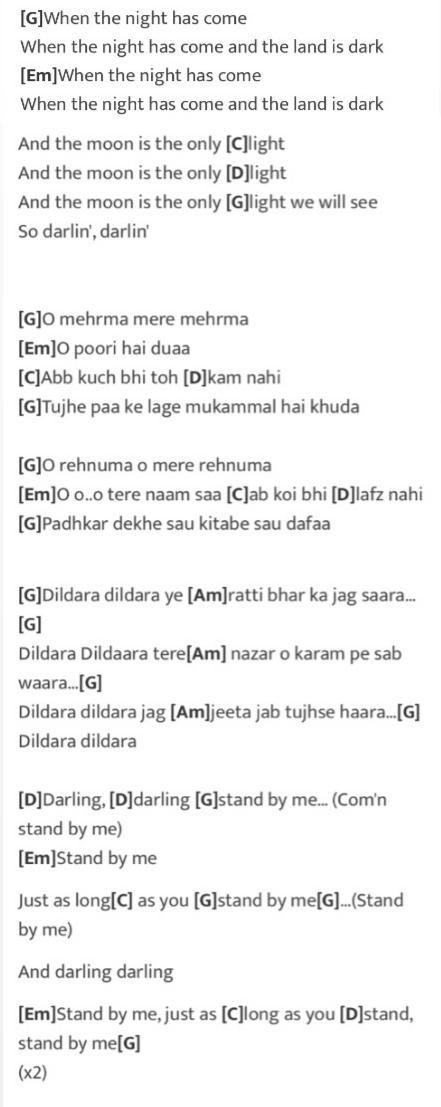 [G]When the night has come
When the night has come and the land is dark
[Em]When the night has come
When the night has come and the land is dark
And the moon is the only [C]light
And the moon is the only [D]light
And the moon is the only [G]light we will see
So darlin', darlin'
[G]O mehrma mere mehrma
[Em]O poori hai duaa
[C]Abb kuch bhi toh [D]kam nahi
[G]Tujhe paa ke lage mukammal hai khuda
[G]O rehnuma o mere rehnuma
[Em]O o..o tere naam saa [C]ab koi bhi [D]lafz nahi
[G]Padhkar dekhe sau kitabe sau dafaa
[G]Dildara dildara ye [Am]ratti bhar ka jag saara...
[G]
Dildara Dildaara tere[Am] nazar o karam pe sab
waara...[G]
Dildara dildara jag [Am]jeeta jab tujhse haara...[G]
Dildara dildara
[D]Darling, [D]darling [G]stand by me... (Com'n
stand by me)
[Em]Stand by me
Just as long[C] as you [G]stand by me[G]...(Stand
by me)
And darling darling
[Em]Stand by me, just as [C]long as you [D]stand,
stand by me[G]
(x2)